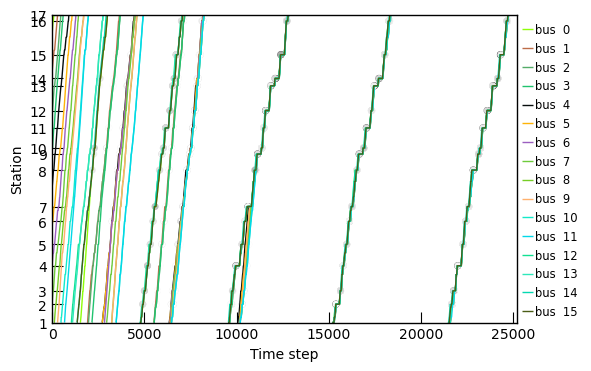 17
16
15
14
13
12
11
10
9
8
7
6
5
4
3
2
1
Station
0
5000
10000
15000
20000
25000
Time step
bus 0
bus 1
bus 2
bus 3
bus 4
bus 5
bus 6
bus 7
bus 8
bus 9
bus 10
bus 11
bus 12
bus 13
bus 14
bus 15